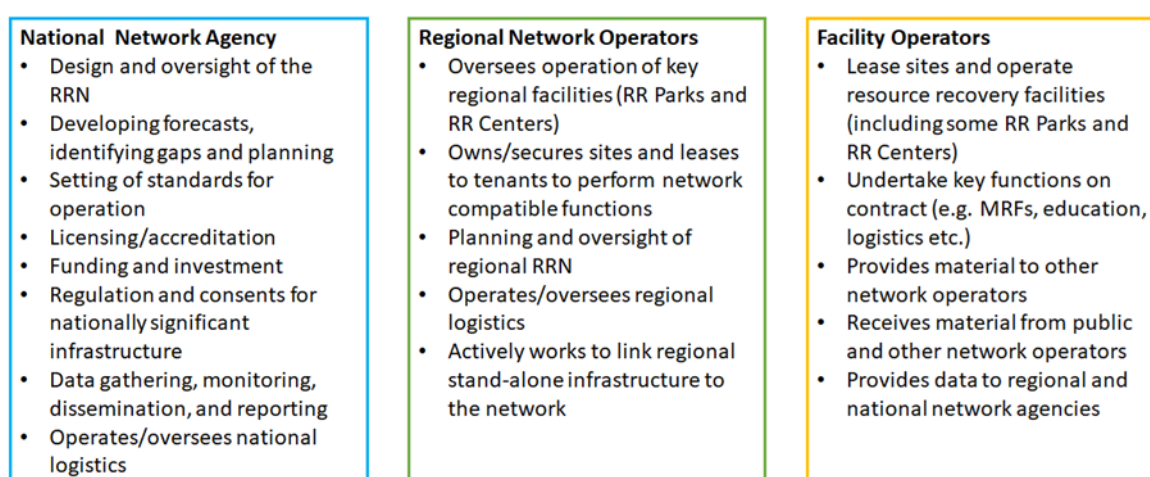 National Network Agency
• Design and oversight of the
RRN
• Developing forecasts,
identifying gaps and planning
• Setting of standards for
operation
• Licensing/accreditation
• Funding and investment
• Regulation and consents for
nationally significant
infrastructure
• Data gathering, monitoring,
dissemination, and reporting
• Operates/oversees national
logistics
Regional Network Operators
• Oversees operation of key
regional facilities (RR Parks and
RR Centers)
• Owns/secures sites and leases
to tenants to perform network
compatible functions
• Planning and oversight of
regional RRN
• Operates/oversees regional
logistics
• Actively works to link regional
stand-alone infrastructure to
the network
Facility Operators
• Lease sites and operate
resource recovery facilities
(including some RR Parks and
RR Centers)
• Undertake key functions on
contract (e.g. MRFs, education,
logistics etc.)
• Provides material to other
network operators
• Receives material from public
and other network operators
• Provides data to regional and
national network agencies